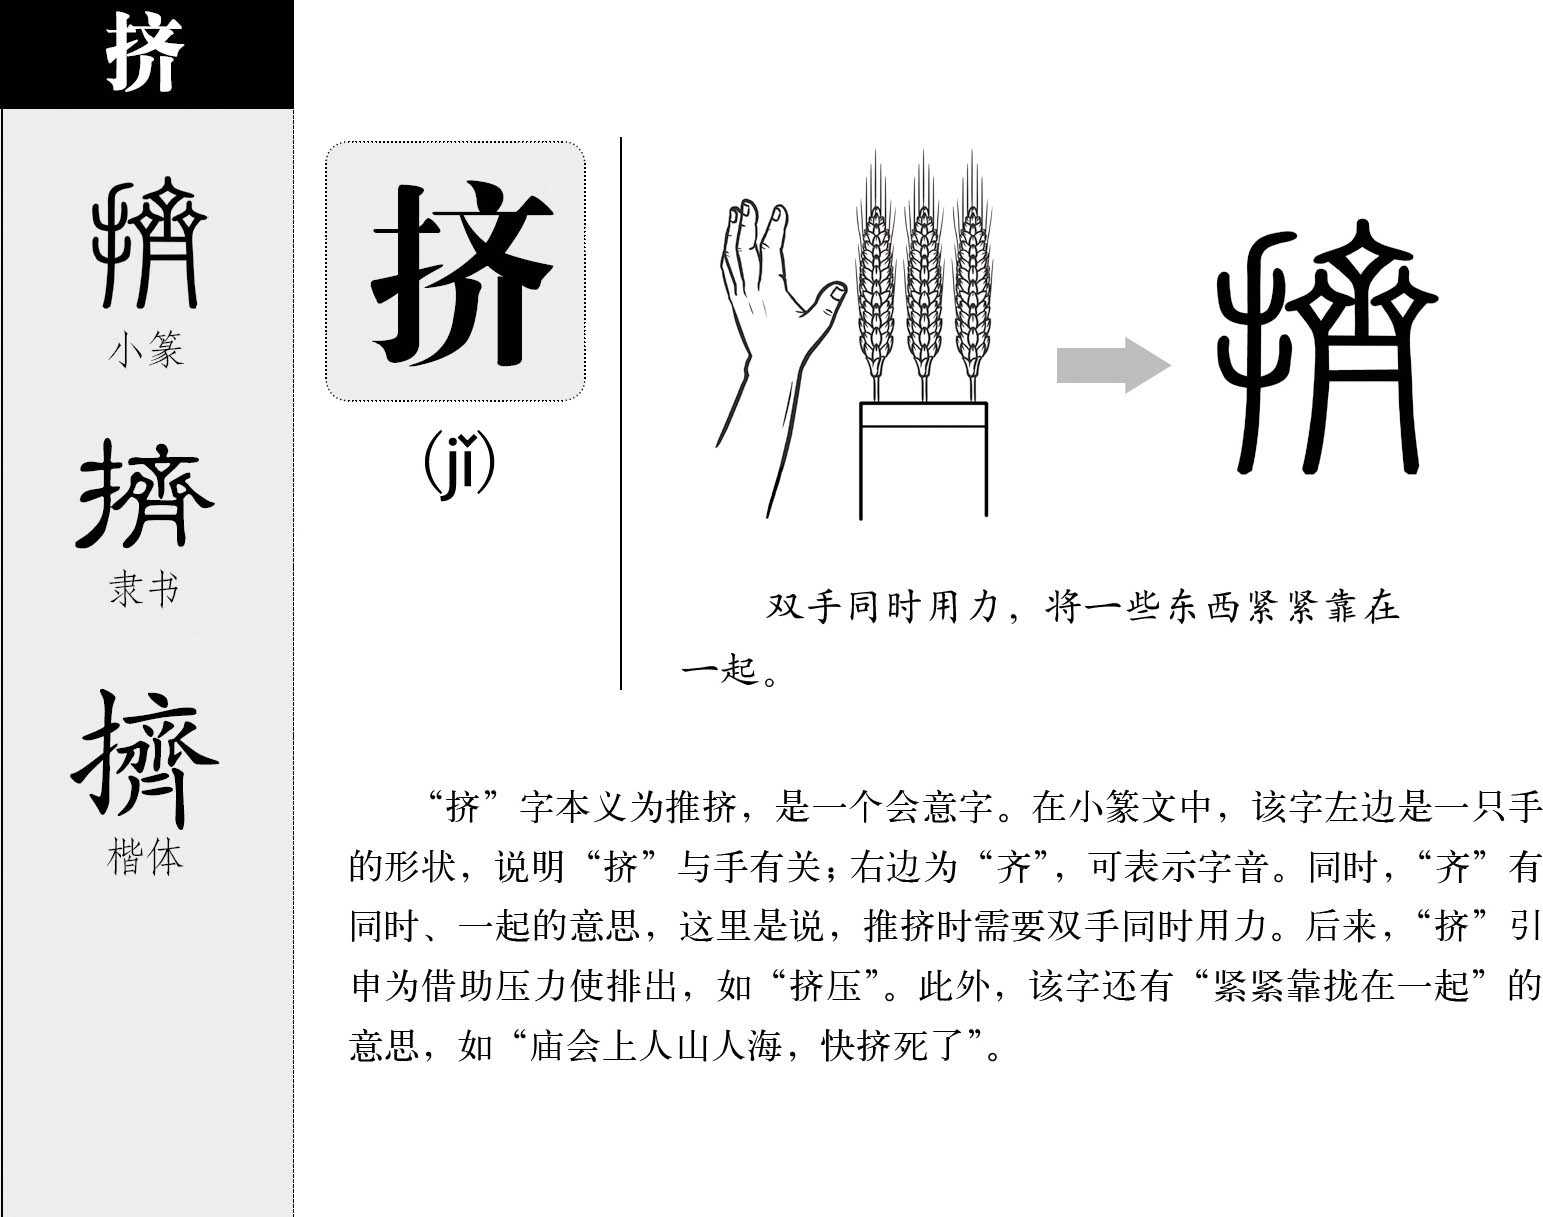 挤
擠
小篆
擠
隶书
擠
楷体
挤
(jǐ)
擠
双手同时用力，将一些东西紧紧靠在
一起。
“挤”字本义为推挤，是一个会意字。在小篆文中，该字左边是一只手
的形状，说明“挤”与手有关；右边为“齐”，可表示字音。同时，“齐”有
同时、一起的意思，这里是说，推挤时需要双手同时用力。后来，“挤”引
申为借助压力使排出，如“挤压”。此外，该字还有“紧紧靠拢在一起”的
意思，如“庙会上人山人海，快挤死了”。